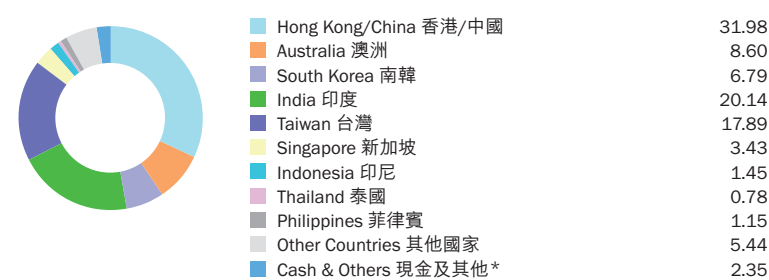 Hong Kong/China 香港/中國 31.98
Australia 澳洲 8.60
South Korea 南韓 6.79
India 印度 20.14
Taiwan 台灣 17.89
Singapore 新加坡 3.43
Indonesia 印尼 1.45
Thailand 泰國 0.78
Philippines 菲律賓 1.15
Other Countries 其他國家 5.44
Cash & Others 現金及其他* 2.35